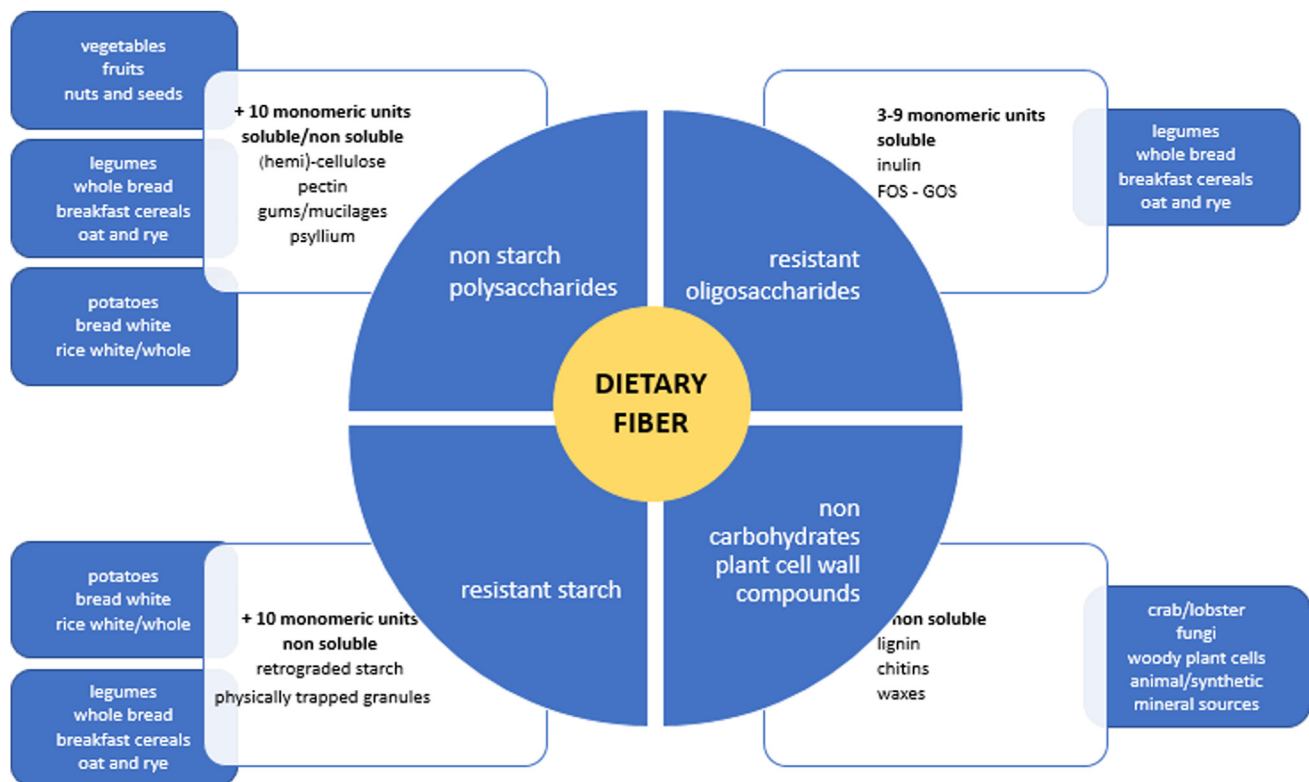 vegetables
fruits
nuts and seeds
legumes
whole bread
breakfast cereals
oat and rye
potatoes
bread white
rice white/whole
+ 10 monomeric units
soluble/non soluble
(hemi)-cellulose
pectin
gums/mucilages
psyllium
non starch
polysaccharides
3-9 monomeric units
soluble
inulin
FOS - GOS
legumes
whole bread
breakfast cereals
oat and rye
resistant
oligosaccharides
DIETARY
FIBER
potatoes
bread white
rice white/whole
legumes
whole bread
breakfast cereals
oat and rye
+ 10 monomeric units
non soluble
retrograded starch
physically trapped granules
resistant starch
non
carbohydrates
plant cell wall
compounds
non soluble
lignin
chitins
waxes
crab/lobster
fungi
woody plant cells
animal/synthetic
mineral sources